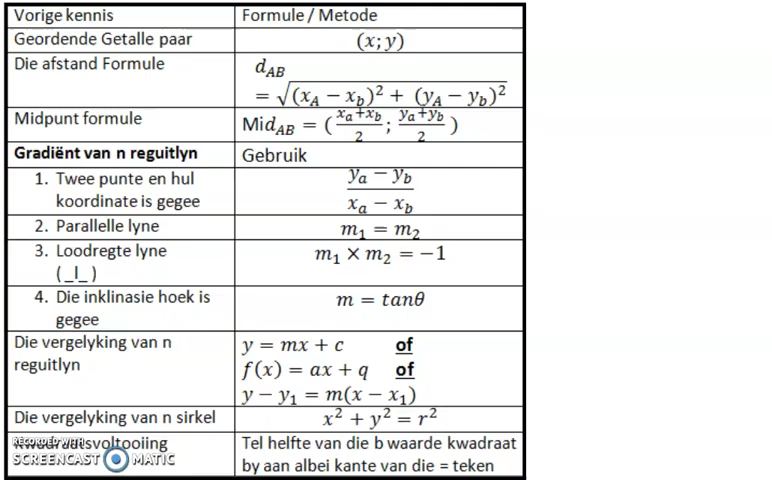 Vorige kennis Formule / Metode
Geordende Getalle paar (x; y)
Die afstand Formule d_AB
= √(x_A − x_b)² + (y_A − y_b)²
Midpunt formule Mid_AB = ( x_a+x_b / 2 ; y_a+y_b / 2 )
Gradiënt van n reguitlyn Gebruik
1. Twee punte en hul koordinate is gegee y_a − y_b / x_a − x_b
2. Parallelle lyne m₁ = m₂
3. Loodregte lyne m₁ × m₂ = −1
( _l_ )
4. Die inklinasie hoek is m = tanθ
gegee
Die vergelyking van n y = mx + c of
reguitlyn f(x) = ax + q of
y − y₁ = m(x − x₁)
Die vergelyking van n sirkel x² + y² = r²
Kwadraatsvoltooiing Tel helfte van die b waarde kwadraat
by aan albei kante van die = teken
RECORDED WITH
SCREENCAST MATIC